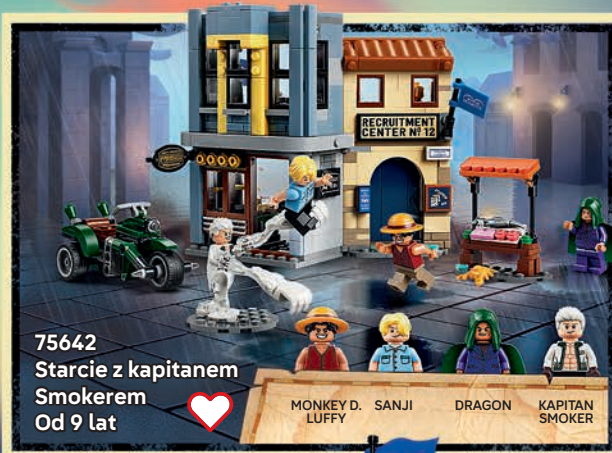 RECRUITMENT
CENTER Nº 12
75642
Starcie z kapitanem
Smokerem
Od 9 lat
MONKEY D.
LUFFY
SANJI
DRAGON
KAPITAN
SMOKER